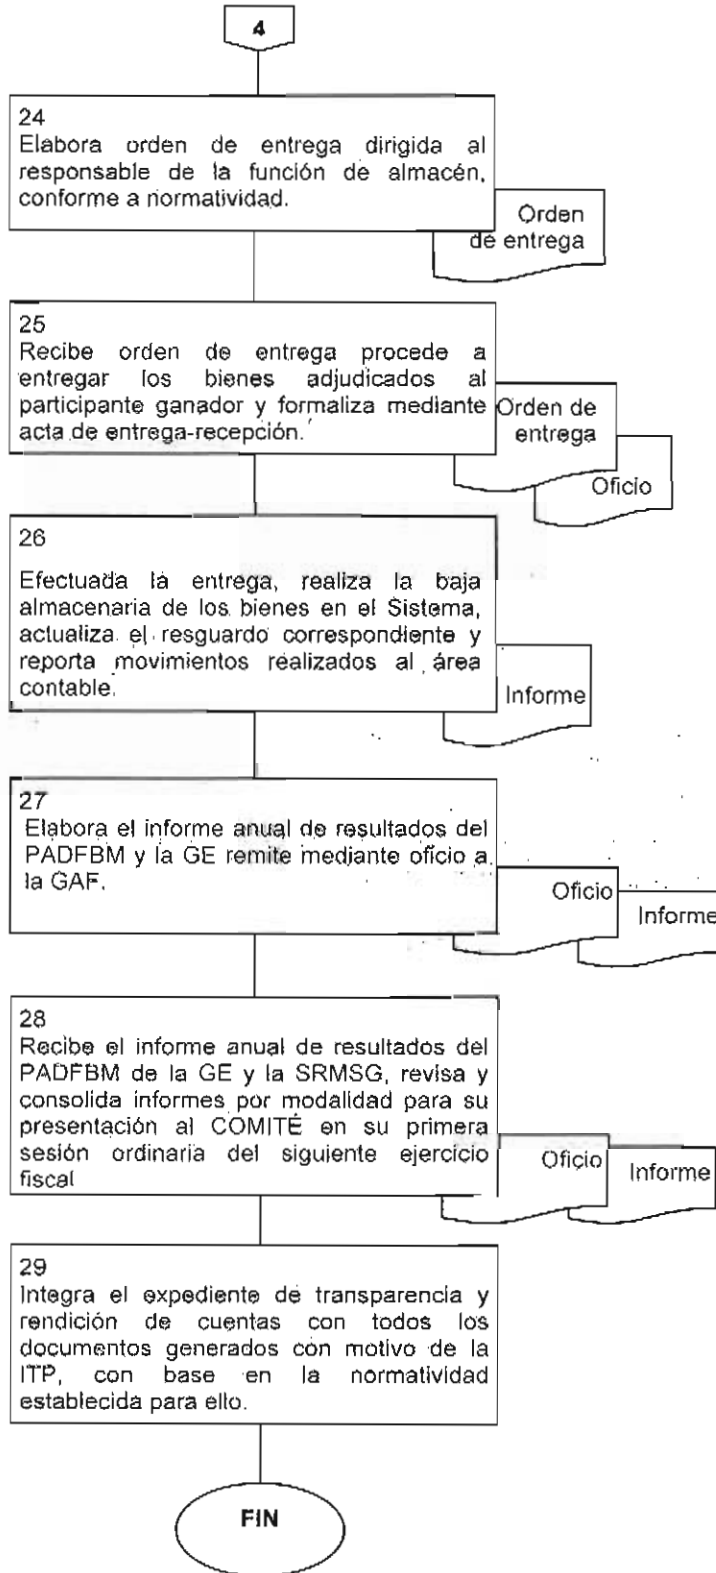 4
24
Elabora orden de entrega dirigida al
responsable de la función de almacén,
conforme a normatividad.
Orden
de entrega
25
Recibe orden de entrega procede a
entregar los bienes adjudicados al
participante ganador y formaliza mediante
acta de entrega-recepción.
Orden de
entrega
Oficio
26
Efectuada la entrega, realiza la baja
almacenaria de los bienes en el Sistema,
actualiza el resguardo correspondiente y
reporta movimientos realizados al área
contable.
Informe
27
Elabora el informe anual de resultados del
PADFBM y la GE remite mediante oficio a
la GAF.
Oficio
Informe
28
Recibe el informe anual de resultados del
PADFBM de la GE y la SRMSG, revisa y
consolida informes por modalidad para su
presentación al COMITÉ en su primera
sesión ordinaria del siguiente ejercicio
fiscal
Oficio
Informe
29
Integra el expediente de transparencia y
rendición de cuentas con todos los
documentos generados con motivo de la
ITP, con base en la normatividad
establecida para ello.
FIN